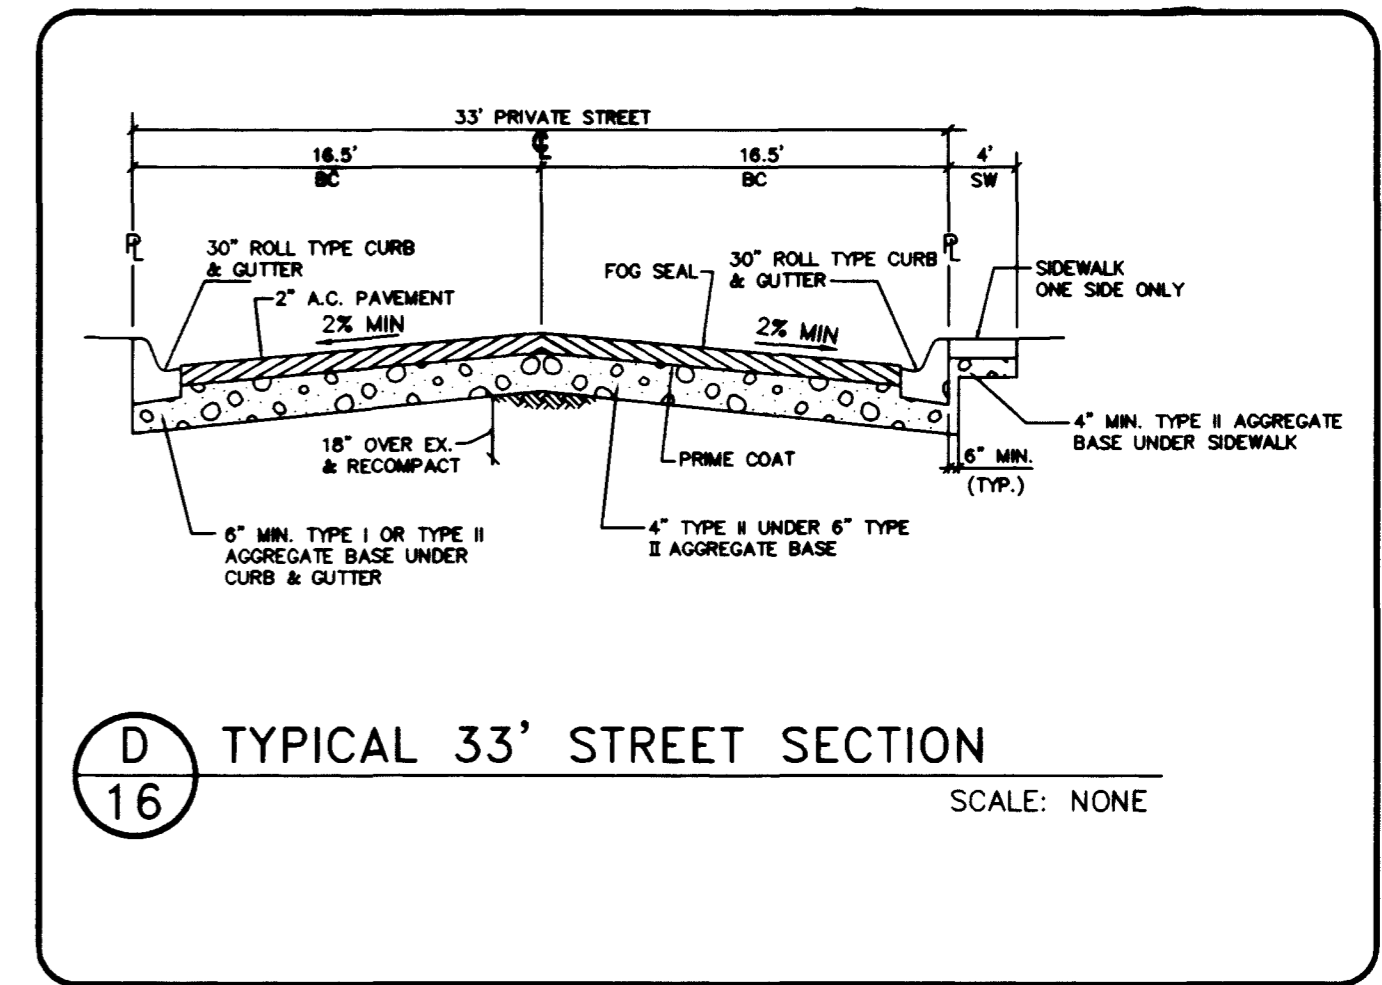 33' PRIVATE STREET
℄
16.5'
16.5'
4'
BC
BC
SW
PL
PL
30" ROLL TYPE CURB
& GUTTER
2" A.C. PAVEMENT
2% MIN
FOG SEAL
30" ROLL TYPE CURB
& GUTTER
2% MIN
SIDEWALK
ONE SIDE ONLY
18" OVER EX.
& RECOMPACT
PRIME COAT
4" MIN. TYPE II AGGREGATE
BASE UNDER SIDEWALK
6" MIN.
(TYP.)
6" MIN. TYPE I OR TYPE II
AGGREGATE BASE UNDER
CURB & GUTTER
4" TYPE II UNDER 6" TYPE
II AGGREGATE BASE
D
16
TYPICAL 33' STREET SECTION
SCALE: NONE